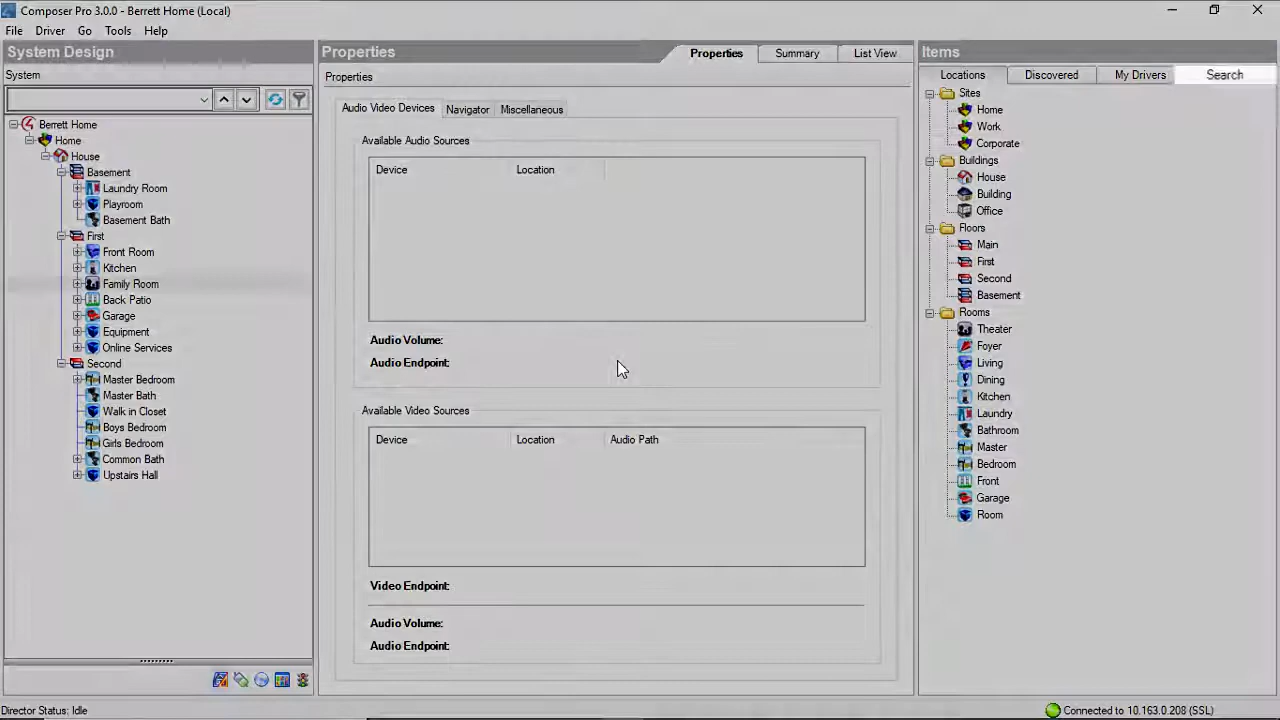 Composer Pro 3.0.0 - Berrett Home (Local)
File Driver Go Tools Help
System Design
System
Berrett Home
Home
House
Basement
Laundry Room
Playroom
Basement Bath
First
Front Room
Kitchen
Family Room
Back Patio
Garage
Equipment
Online Services
Second
Master Bedroom
Master Bath
Walk in Closet
Boys Bedroom
Girls Bedroom
Common Bath
Upstairs Hall
Properties
Properties Summary List View
Properties
Audio Video Devices Navigator Miscellaneous
Available Audio Sources
Device Location
Audio Volume:
Audio Endpoint:
Available Video Sources
Device Location Audio Path
Video Endpoint:
Audio Volume:
Audio Endpoint:
Items
Locations Discovered My Drivers Search
Sites
Home
Work
Corporate
Buildings
House
Building
Office
Floors
Main
First
Second
Basement
Rooms
Theater
Foyer
Living
Dining
Kitchen
Laundry
Bathroom
Master
Bedroom
Front
Garage
Room
Director Status: Idle
Connected to 10.163.0.208 (SSL)